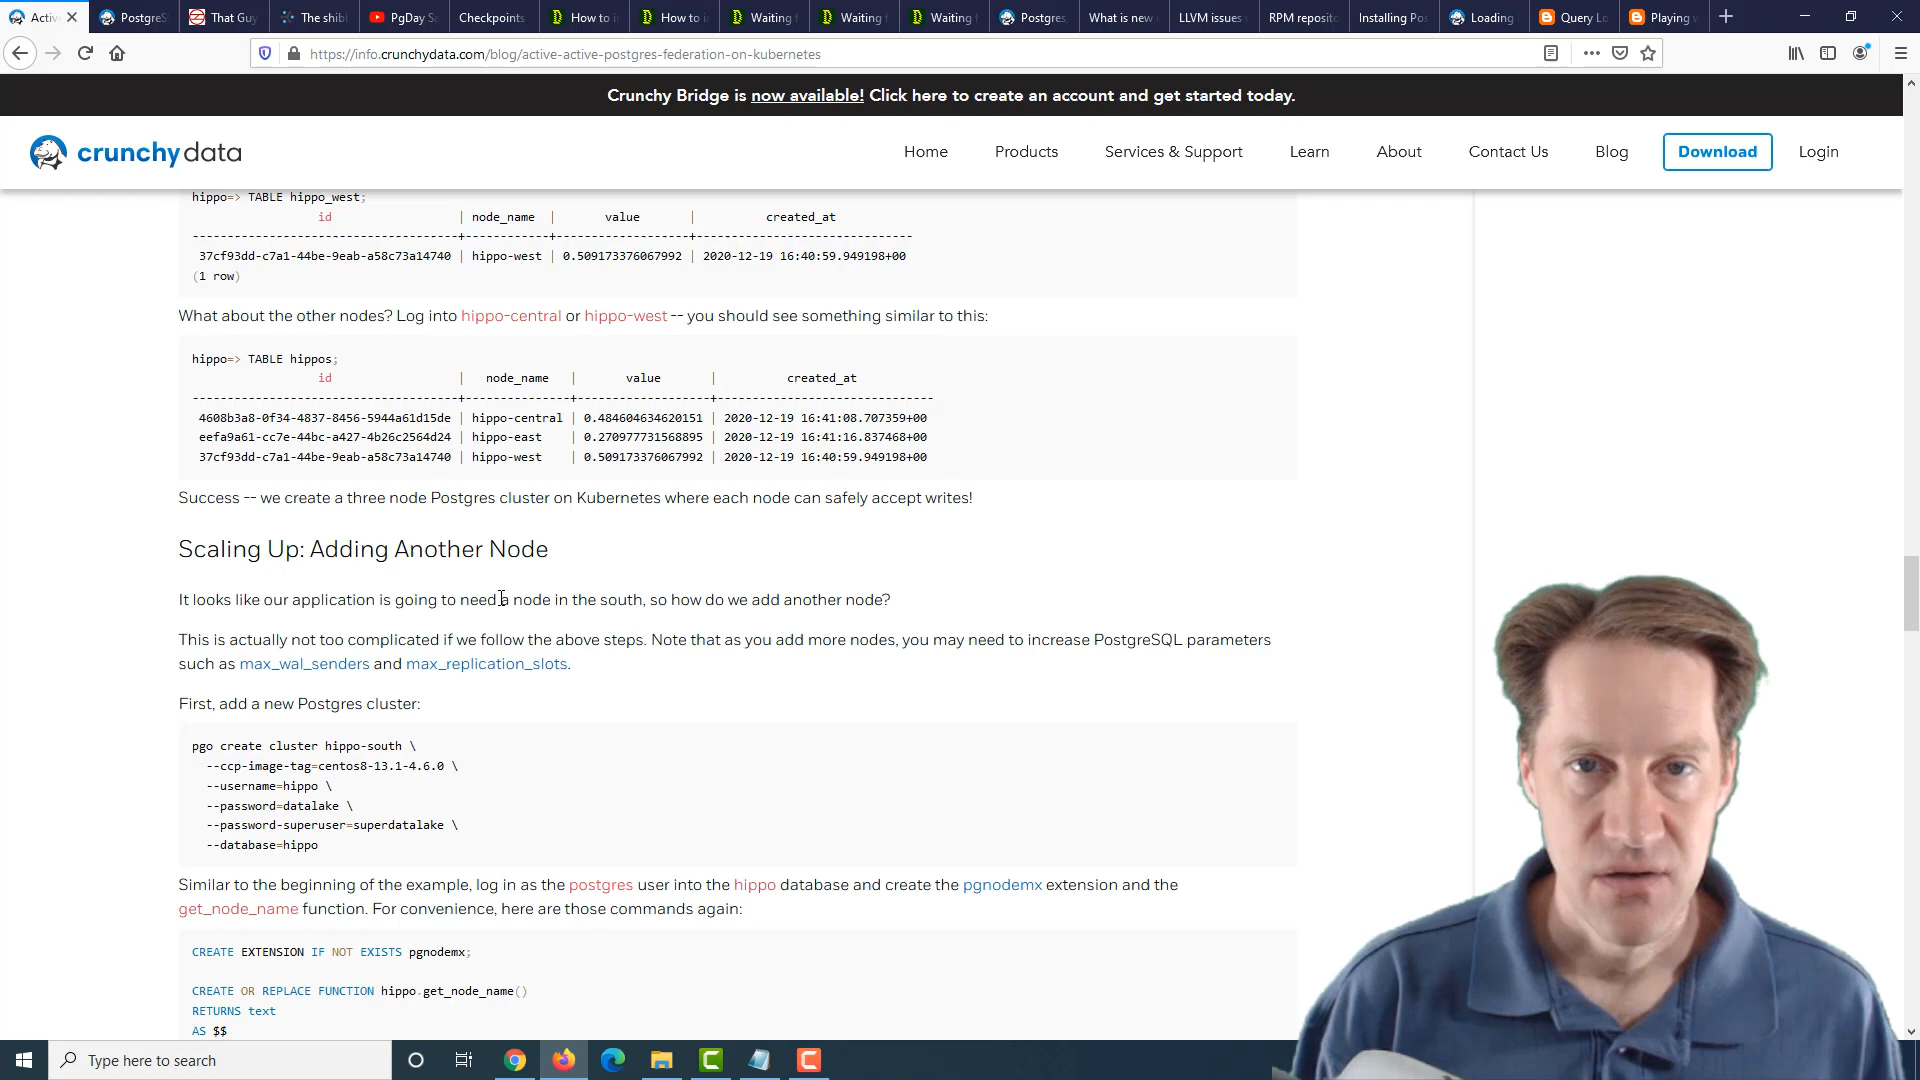 Active
PostgreS
That Guy
The shib
PgDay Sa
Checkpoints
How to i
How to i
Waiting
Waiting f
Waiting
Postgres
What is new
LLVM issues
RPM reposito
Installing Pos
Loading
Query Lo
Playing w
https://info.crunchydata.com/blog/active-active-postgres-federation-on-kubernetes
Crunchy Bridge is now available! Click here to create an account and get started today.
crunchydata
Home Products Services & Support Learn About Contact Us Blog Download Login
hippo=> TABLE hippo_west;
id | node_name | value | created_at
--------------------------------------+-----------+-------------------+-------------------------------
37cf93dd-c7a1-44be-9eab-a58c73a14740 | hippo-west | 0.509173376067992 | 2020-12-19 16:40:59.949198+00
(1 row)
What about the other nodes? Log into hippo-central or hippo-west -- you should see something similar to this:
hippo=> TABLE hippos;
id | node_name | value | created_at
--------------------------------------+---------------+-------------------+-------------------------------
4608b3a8-0f34-4837-8456-5944a61d15de | hippo-central | 0.484604634620151 | 2020-12-19 16:41:08.707359+00
eefa9a61-cc7e-44bc-a427-4b26c2564d24 | hippo-east | 0.270977731568895 | 2020-12-19 16:41:16.837468+00
37cf93dd-c7a1-44be-9eab-a58c73a14740 | hippo-west | 0.509173376067992 | 2020-12-19 16:40:59.949198+00
Success -- we create a three node Postgres cluster on Kubernetes where each node can safely accept writes!
Scaling Up: Adding Another Node
It looks like our application is going to need a node in the south, so how do we add another node?
This is actually not too complicated if we follow the above steps. Note that as you add more nodes, you may need to increase PostgreSQL parameters
such as max_wal_senders and max_replication_slots.
First, add a new Postgres cluster:
pgo create cluster hippo-south \
--ccp-image-tag=centos8-13.1-4.6.0 \
--username=hippo \
--password=datalake \
--password-superuser=superdatalake \
--database=hippo
Similar to the beginning of the example, log in as the postgres user into the hippo database and create the pgnodemx extension and the
get_node_name function. For convenience, here are those commands again:
CREATE EXTENSION IF NOT EXISTS pgnodemx;
CREATE OR REPLACE FUNCTION hippo.get_node_name()
RETURNS text
AS $$
Type here to search